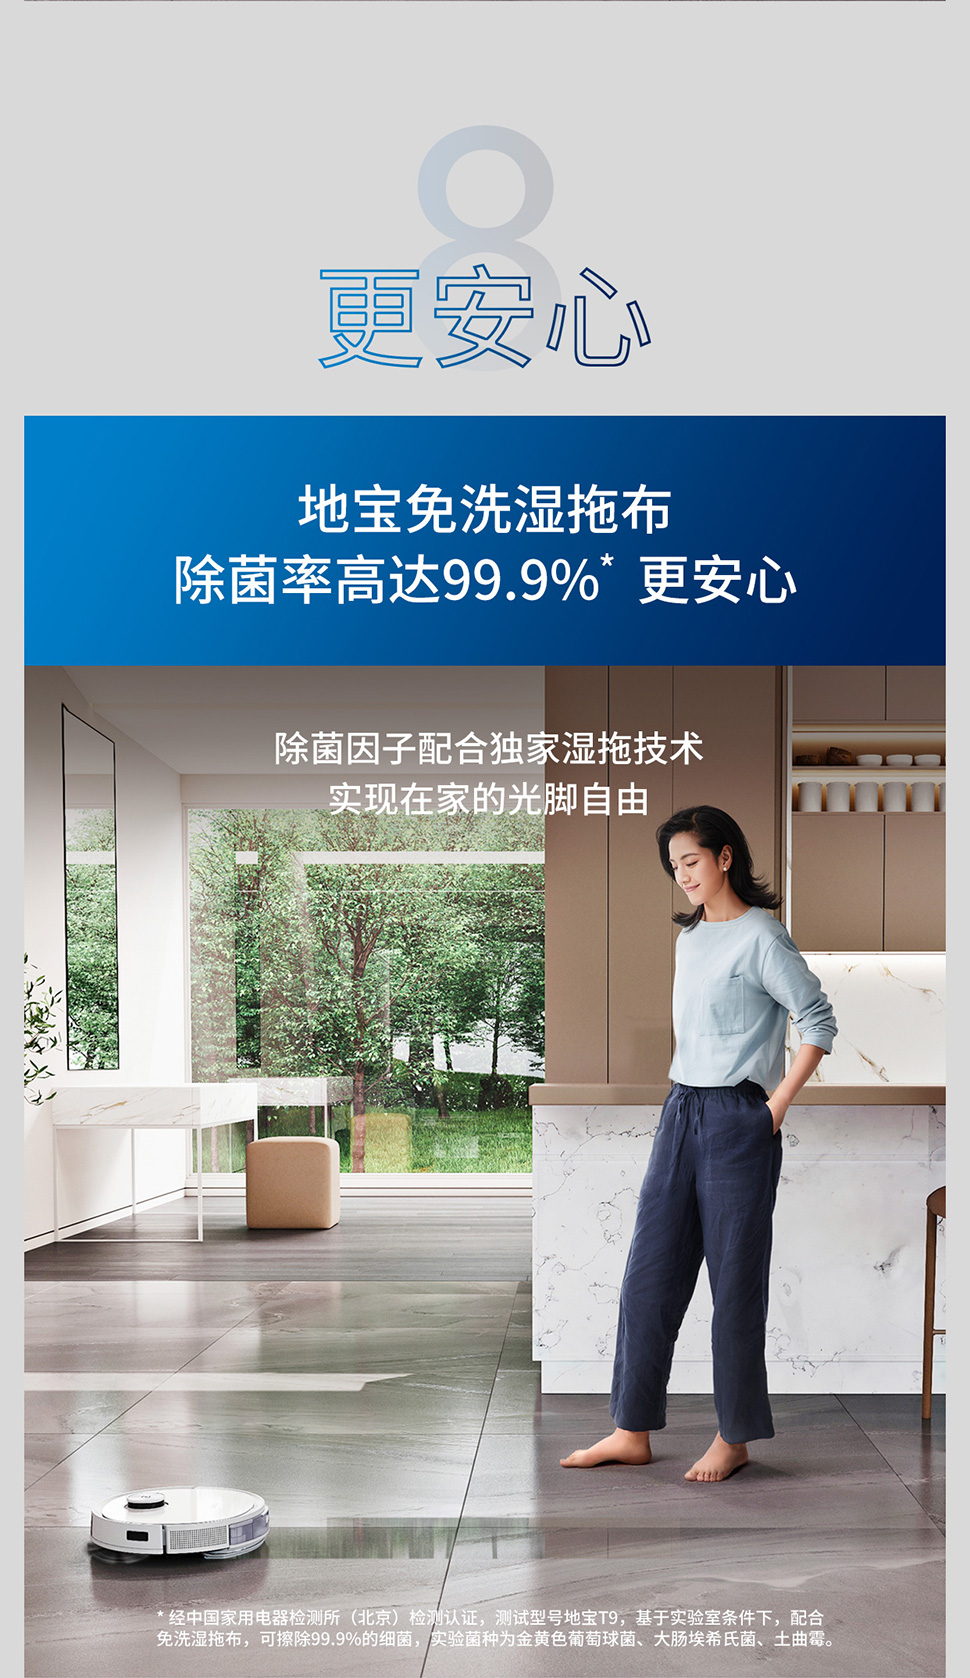 8
更安心
地宝免洗湿拖布
除菌率高达99.9%* 更安心
除菌因子配合独家湿拖技术
实现在家的光脚自由
* 经中国家用电器检测所（北京）检测认证，测试型号地宝T9，基于实验室条件下，配合
免洗湿拖布，可擦除99.9%的细菌，实验菌种为金黄色葡萄球菌、大肠埃希氏菌、土曲霉。